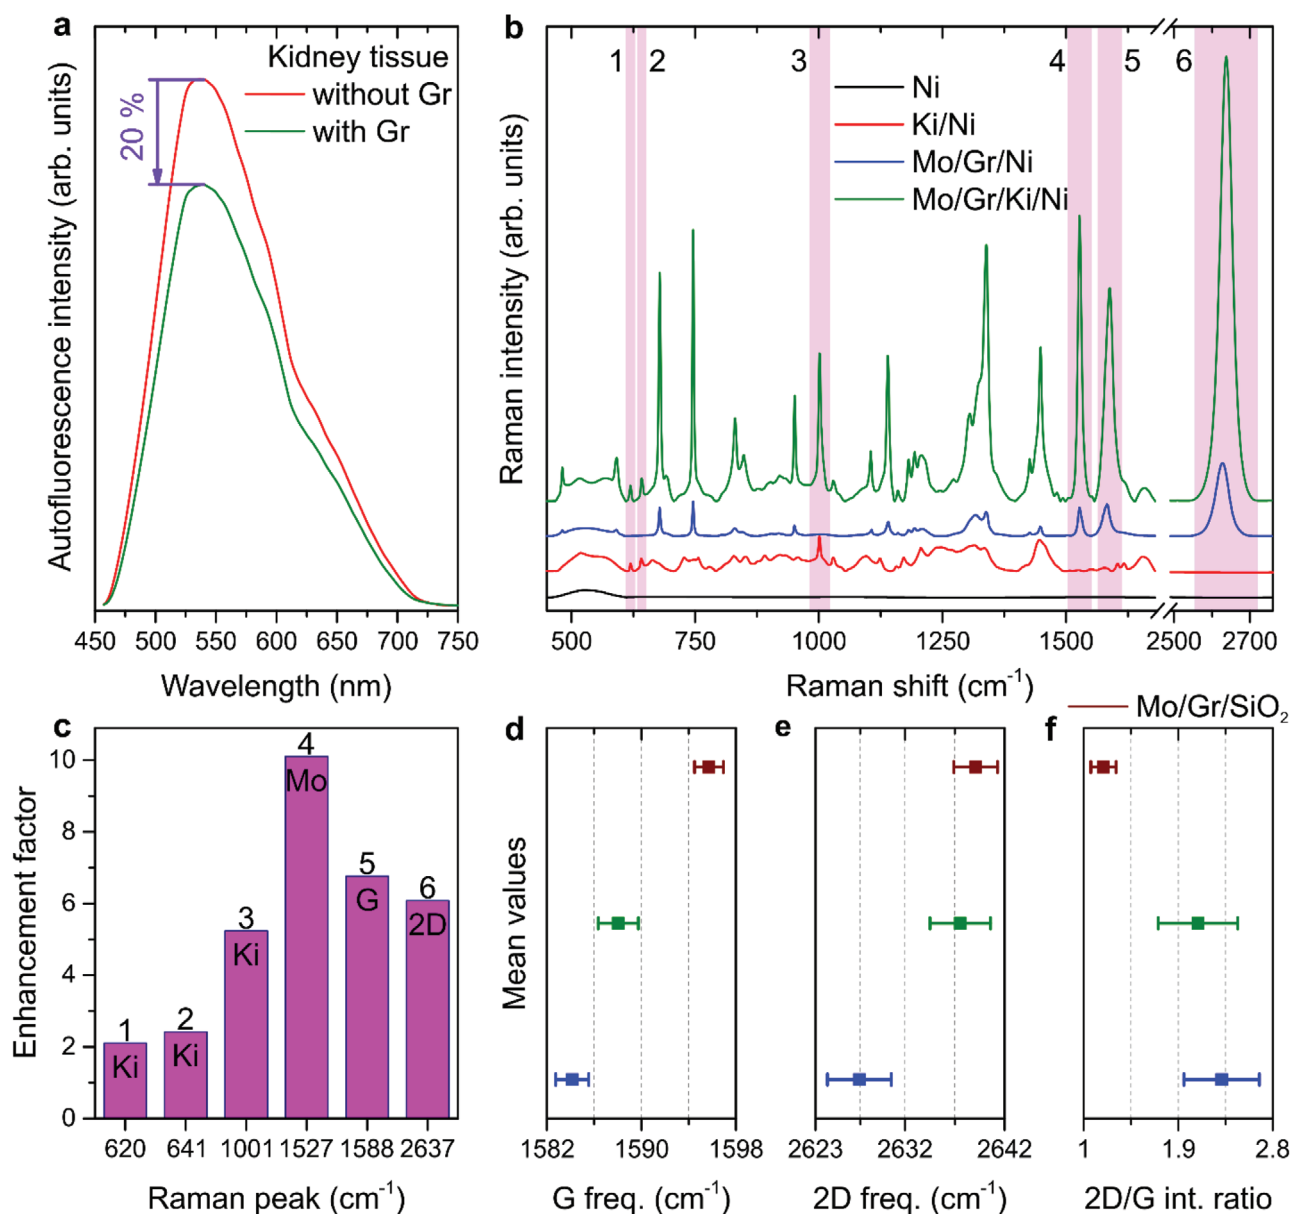 a
Kidney tissue
without Gr
with Gr
20 %
Autofluorescence intensity (arb. units)
450 500 550 600 650 700 750
Wavelength (nm)
b
1 2 3 4 5 6
Ni
Ki/Ni
Mo/Gr/Ni
Mo/Gr/Ki/Ni
Raman intensity (arb. units)
500 750 1000 1250 1500 2500 2700
Raman shift (cm⁻¹)
c
10
8
6
4
2
0
1
Ki
2
Ki
3
Ki
4
Mo
5
G
6
2D
Enhancement factor
620 641 1001 1527 1588 2637
Raman peak (cm⁻¹)
Mo/Gr/SiO₂
d
Mean values
1582 1590 1598
G freq. (cm⁻¹)
e
2623 2632 2642
2D freq. (cm⁻¹)
f
1 1.9 2.8
2D/G int. ratio